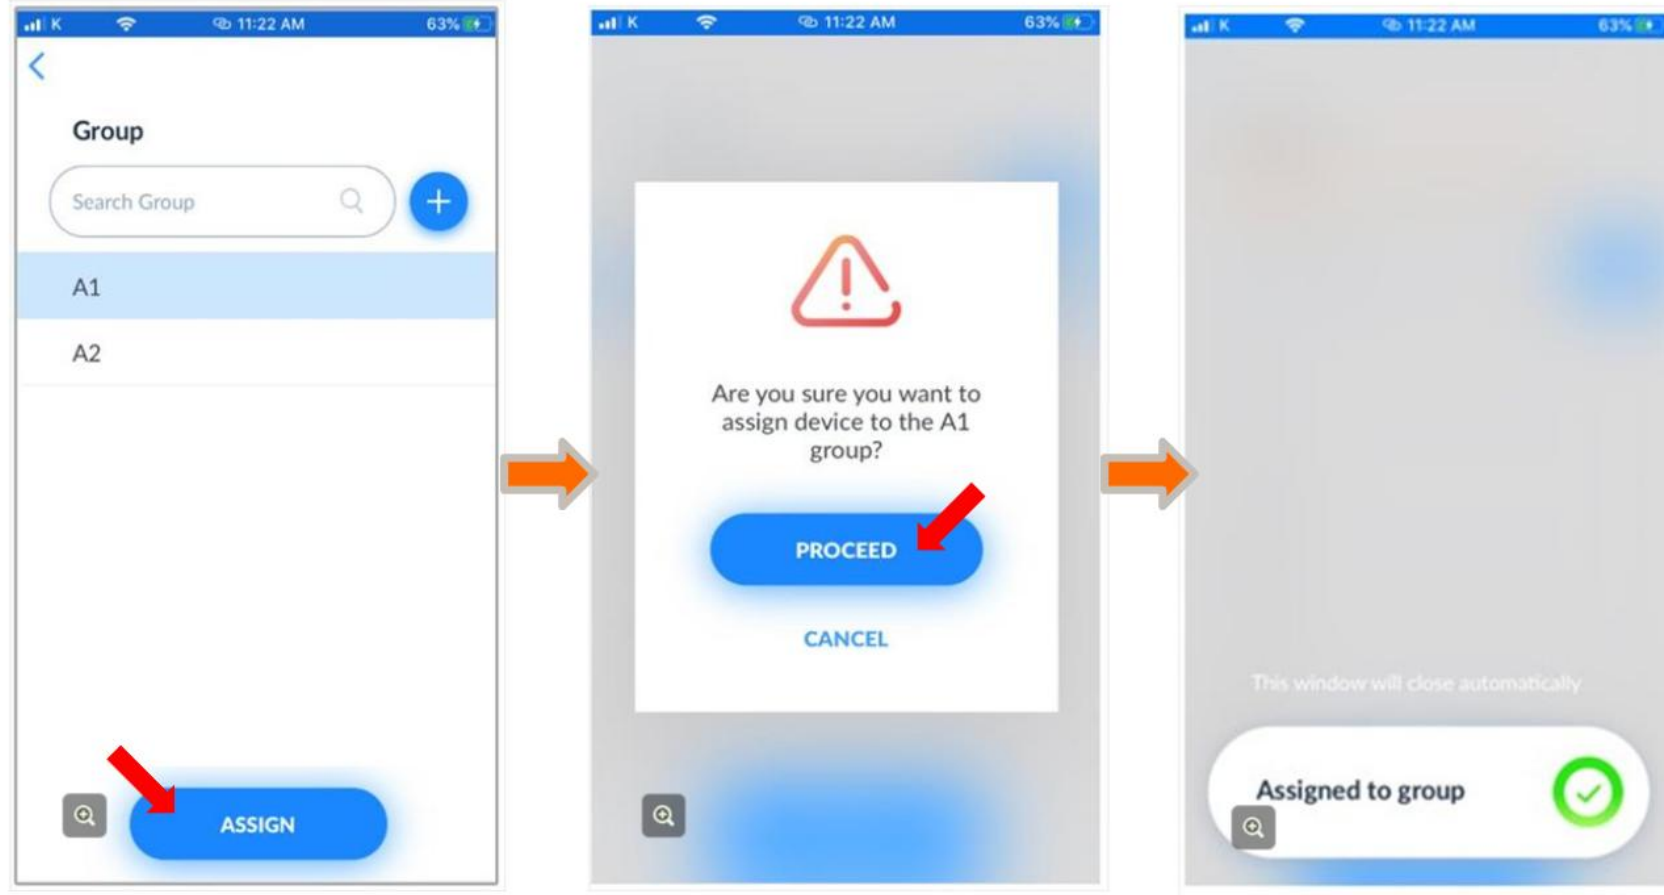 K 11:22 AM 63%
Group
Search Group
A1
A2
ASSIGN
K 11:22 AM 63%
Are you sure you want to
assign device to the A1
group?
PROCEED
CANCEL
K 11:22 AM 63%
This window will close automatically
Assigned to group